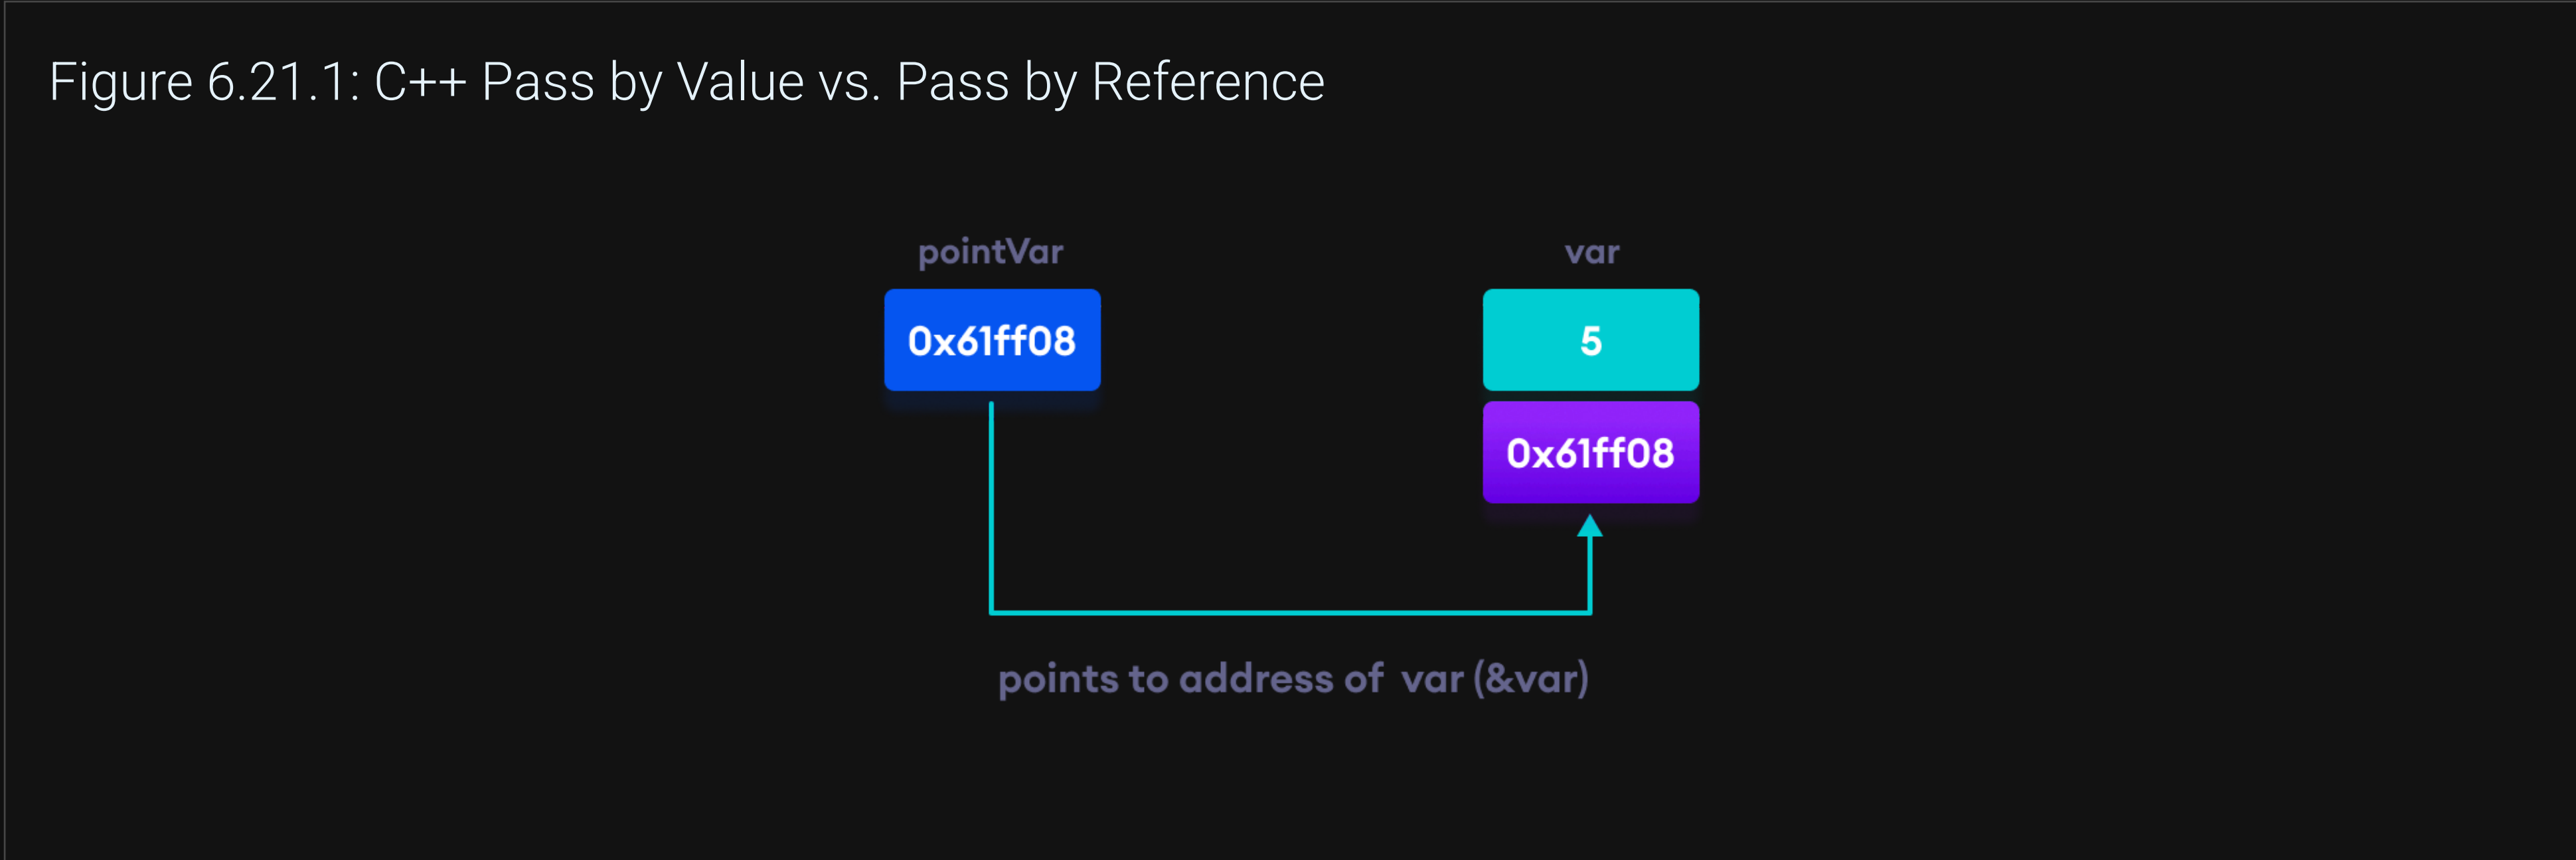 Figure 6.21.1: C++ Pass by Value vs. Pass by Reference
pointVar
var
0x61ff08
5
0x61ff08
points to address of var (&var)